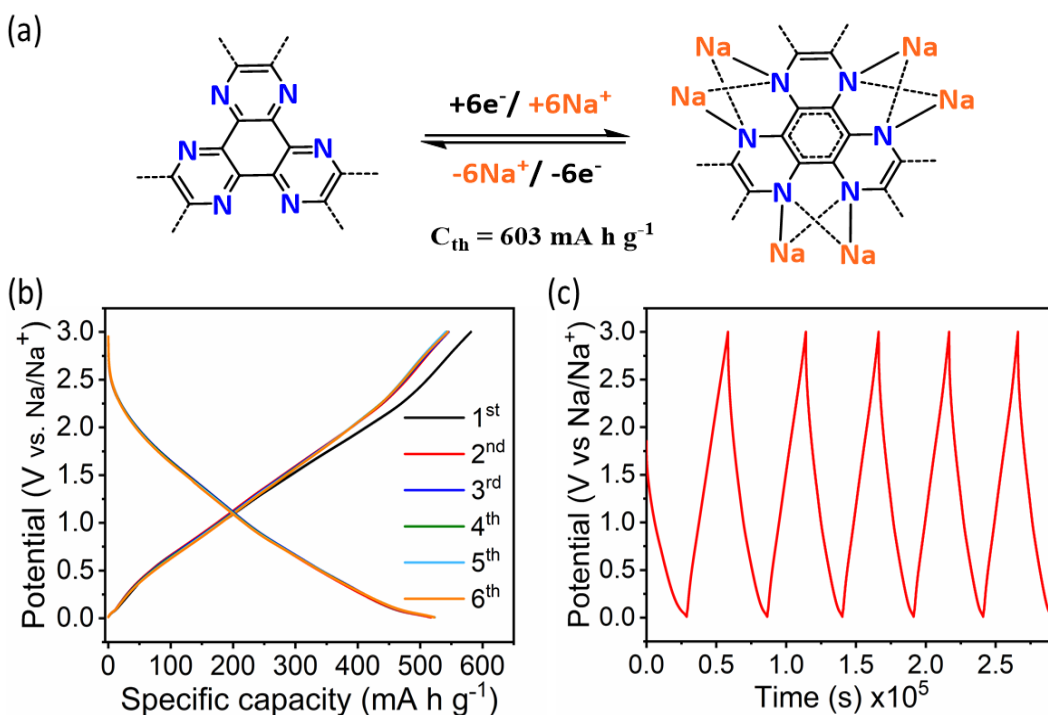 (a)
Na
Na
N
N
N
N
+6e⁻/ +6Na⁺
Na
Na
N
N
N
N
-6Na⁺/ -6e⁻
N
N
N
N
Cth = 603 mA h g⁻¹
Na
Na
(b)
(c)
Potential (V vs. Na/Na⁺)
3.0
2.5
2.0
1.5
1.0
0.5
0.0
1st
2nd
3rd
4th
5th
6th
0 100 200 300 400 500 600
Specific capacity (mA h g⁻¹)
Potential (V vs Na/Na⁺)
3.0
2.5
2.0
1.5
1.0
0.5
0.0
0.0 0.5 1.0 1.5 2.0 2.5
Time (s) x10⁵